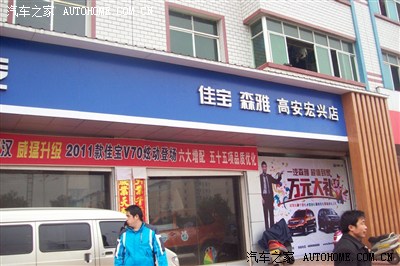 汽车之家 AUTOHOME.COM.CN
佳宝 森雅 高安宏兴店
汉 威猛升级 2011款佳宝V70炫动登场 六大增配 五十五项品质优化
万元大礼
汽车之家 AUTOHOME.COM.CN